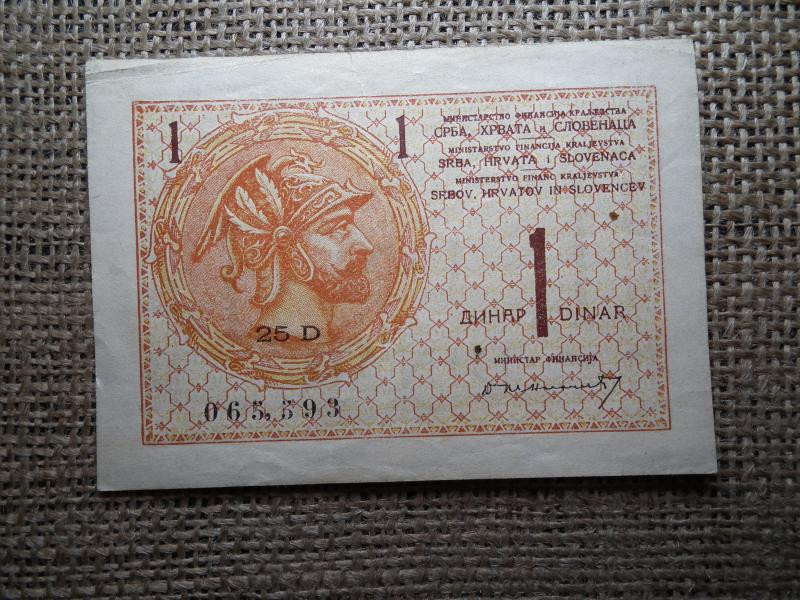 1
1
МИНИСТАРСТВО ФИНАНСИЈА КРАЉЕВСТВА
СРБА, ХРВАТА И СЛОВЕНАЦА
MINISTARSTVO FINANCIJA KRALJEVSTVA
SRBA, HRVATA I SLOVENACA
MINISTERSTVO FINANC KRALJEVSTVA
SRBOV, HRVATOV IN SLOVENCEV
ДИНАР 1 DINAR
25 D
МИНИСТАР ФИНАНСИЈА
065,593